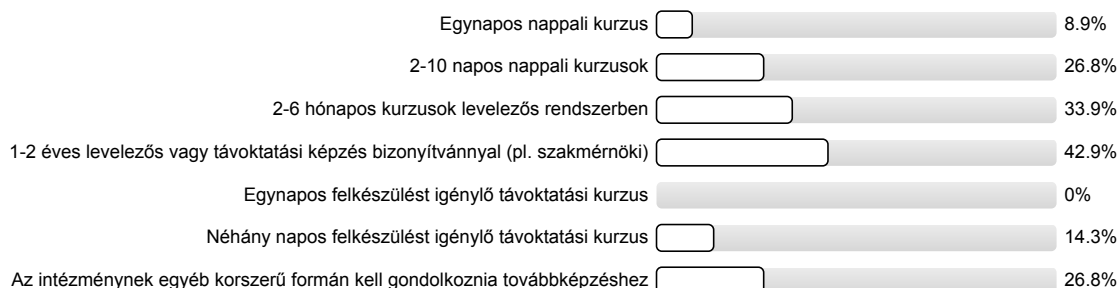 Egynapos nappali kurzus 8.9%
2-10 napos nappali kurzusok 26.8%
2-6 hónapos kurzusok levelezős rendszerben 33.9%
1-2 éves levelezős vagy távoktatási képzés bizonyítvánnyal (pl. szakmérnöki) 42.9%
Egynapos felkészülést igénylő távoktatási kurzus 0%
Néhány napos felkészülést igénylő távoktatási kurzus 14.3%
Az intézménynek egyéb korszerű formán kell gondolkoznia továbbképzéshez 26.8%